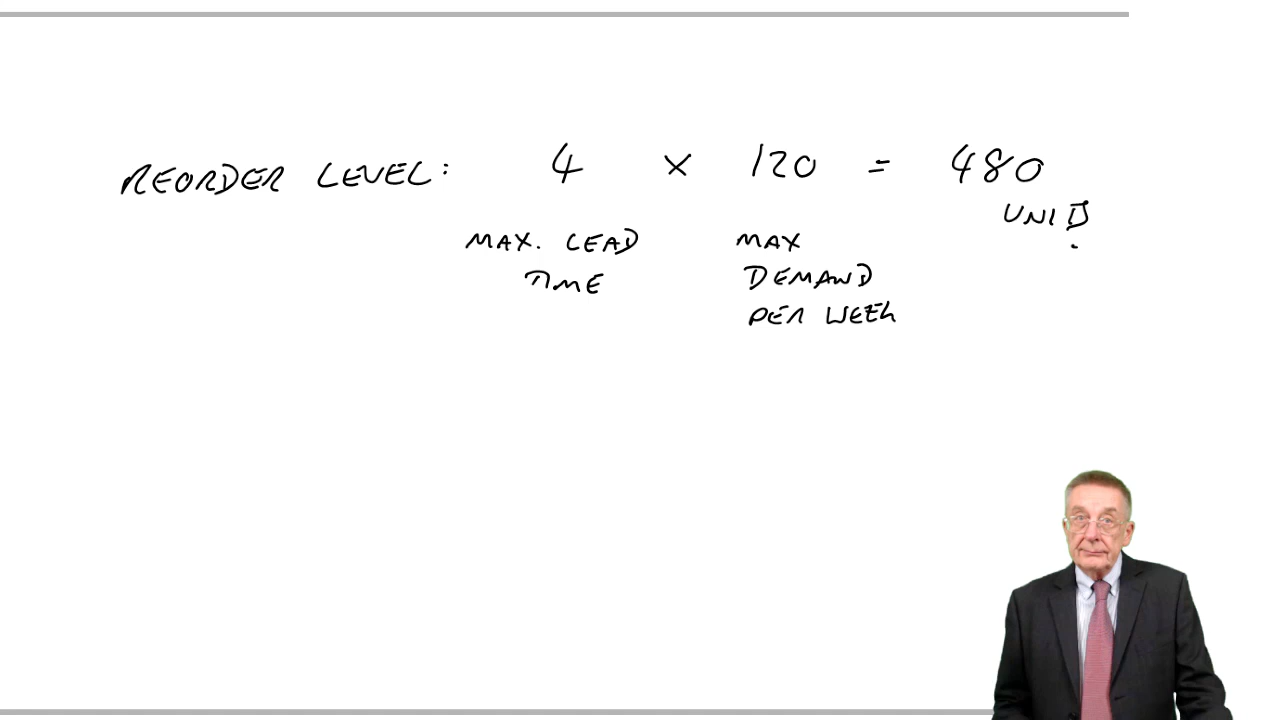 REORDER LEVEL: 4 × 120 = 480
UNITS
MAX. LEAD MAX
TIME DEMAND
PER WEEK